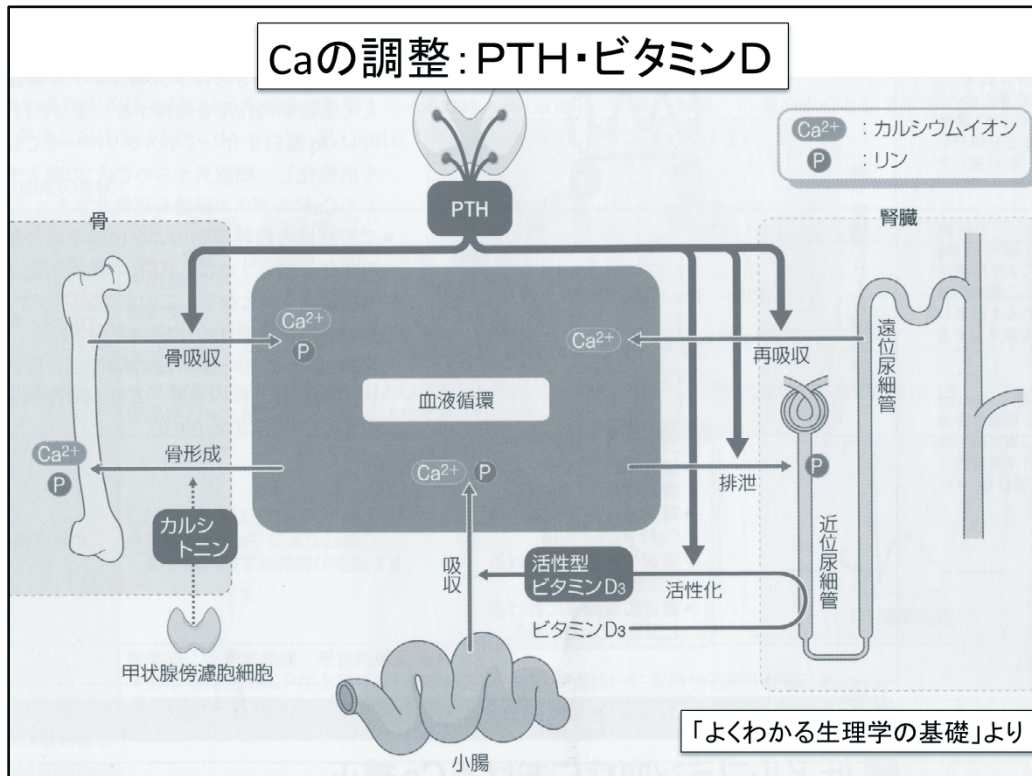 Caの調整：PTH・ビタミンD
Ca²⁺ ：カルシウムイオン
P ：リン
PTH
骨
腎臓
Ca²⁺
P
骨吸収
Ca²⁺
再吸収
遠位尿細管
血液循環
Ca²⁺
P
骨形成
Ca²⁺ P
排泄
P
カルシ
トニン
吸収
活性型
ビタミンD₃
活性化
近位尿細管
ビタミンD₃
甲状腺傍濾胞細胞
小腸
「よくわかる生理学の基礎」より